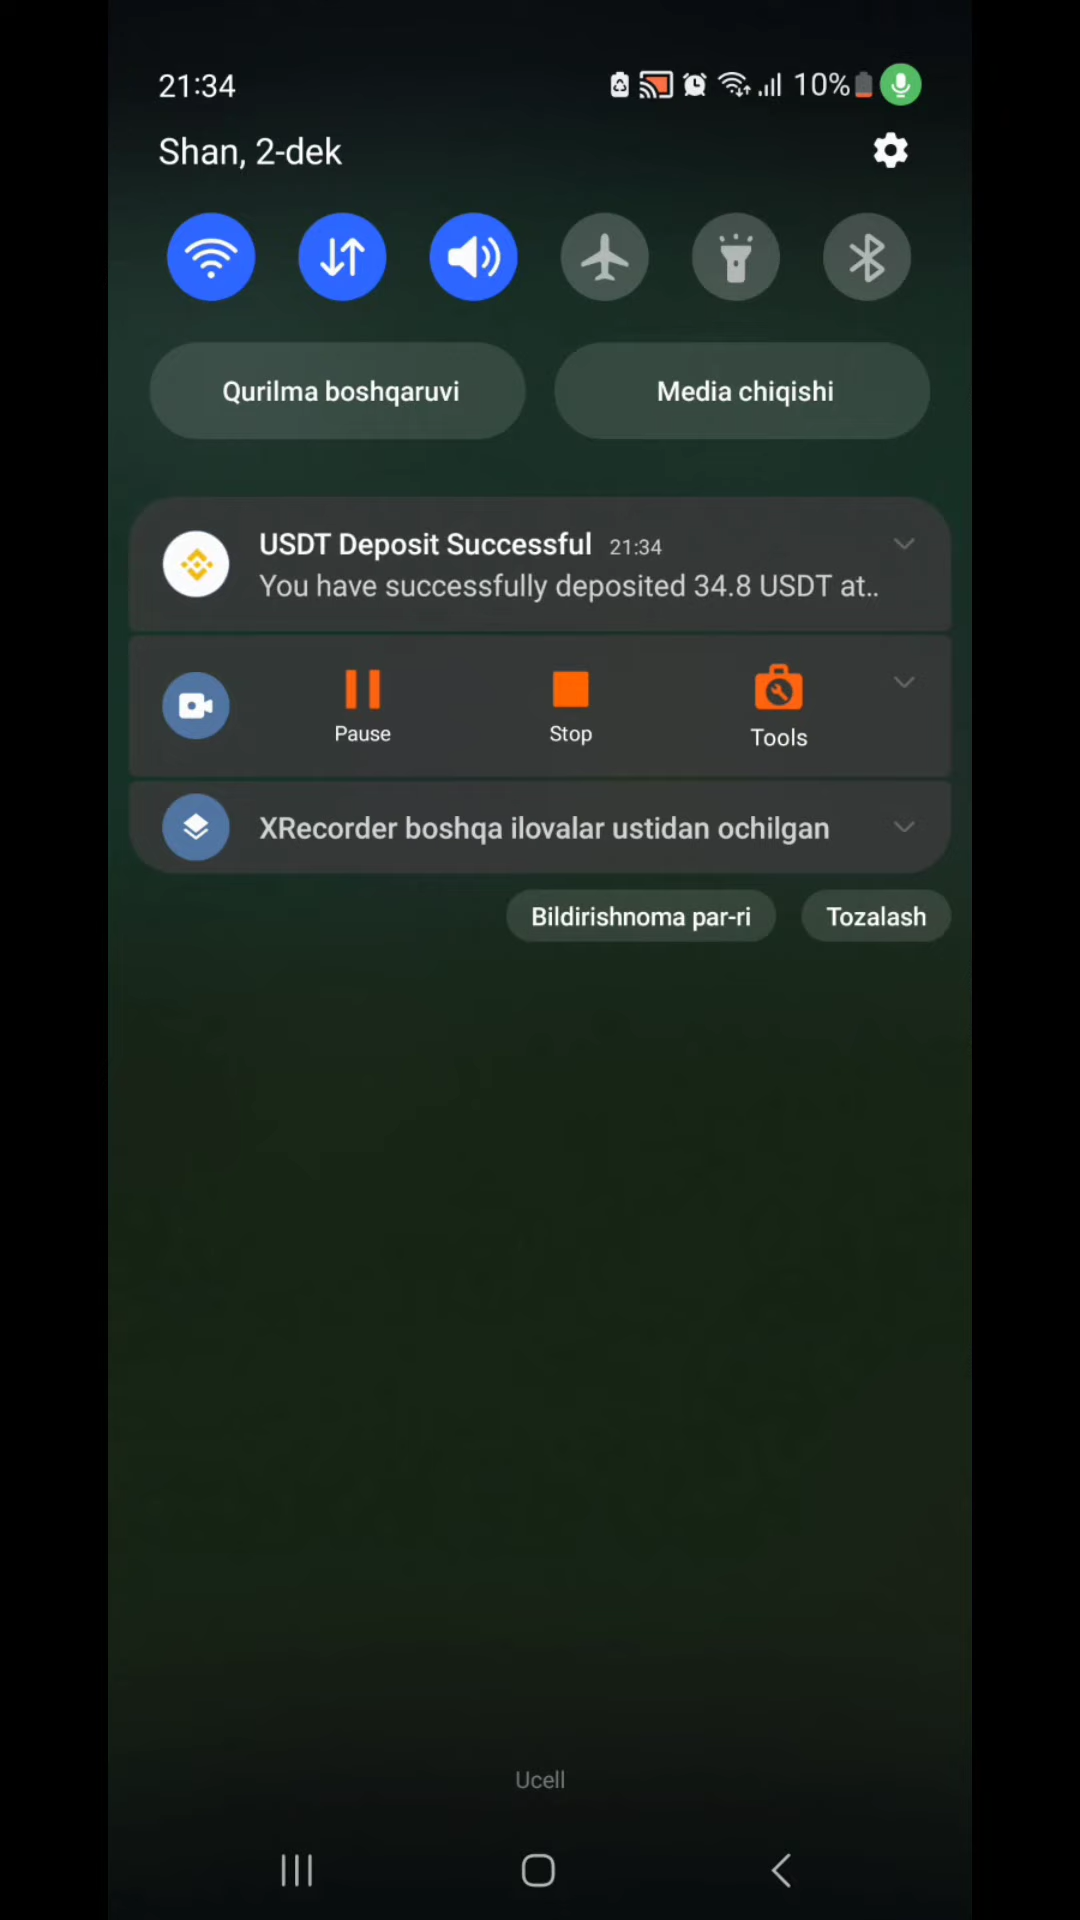 21:34
10%
Shan, 2-dek
Qurilma boshqaruvi
Media chiqishi
USDT Deposit Successful 21:34
You have successfully deposited 34.8 USDT at..
Pause
Stop
Tools
XRecorder boshqa ilovalar ustidan ochilgan
Bildirishnoma par-ri
Tozalash
Ucell